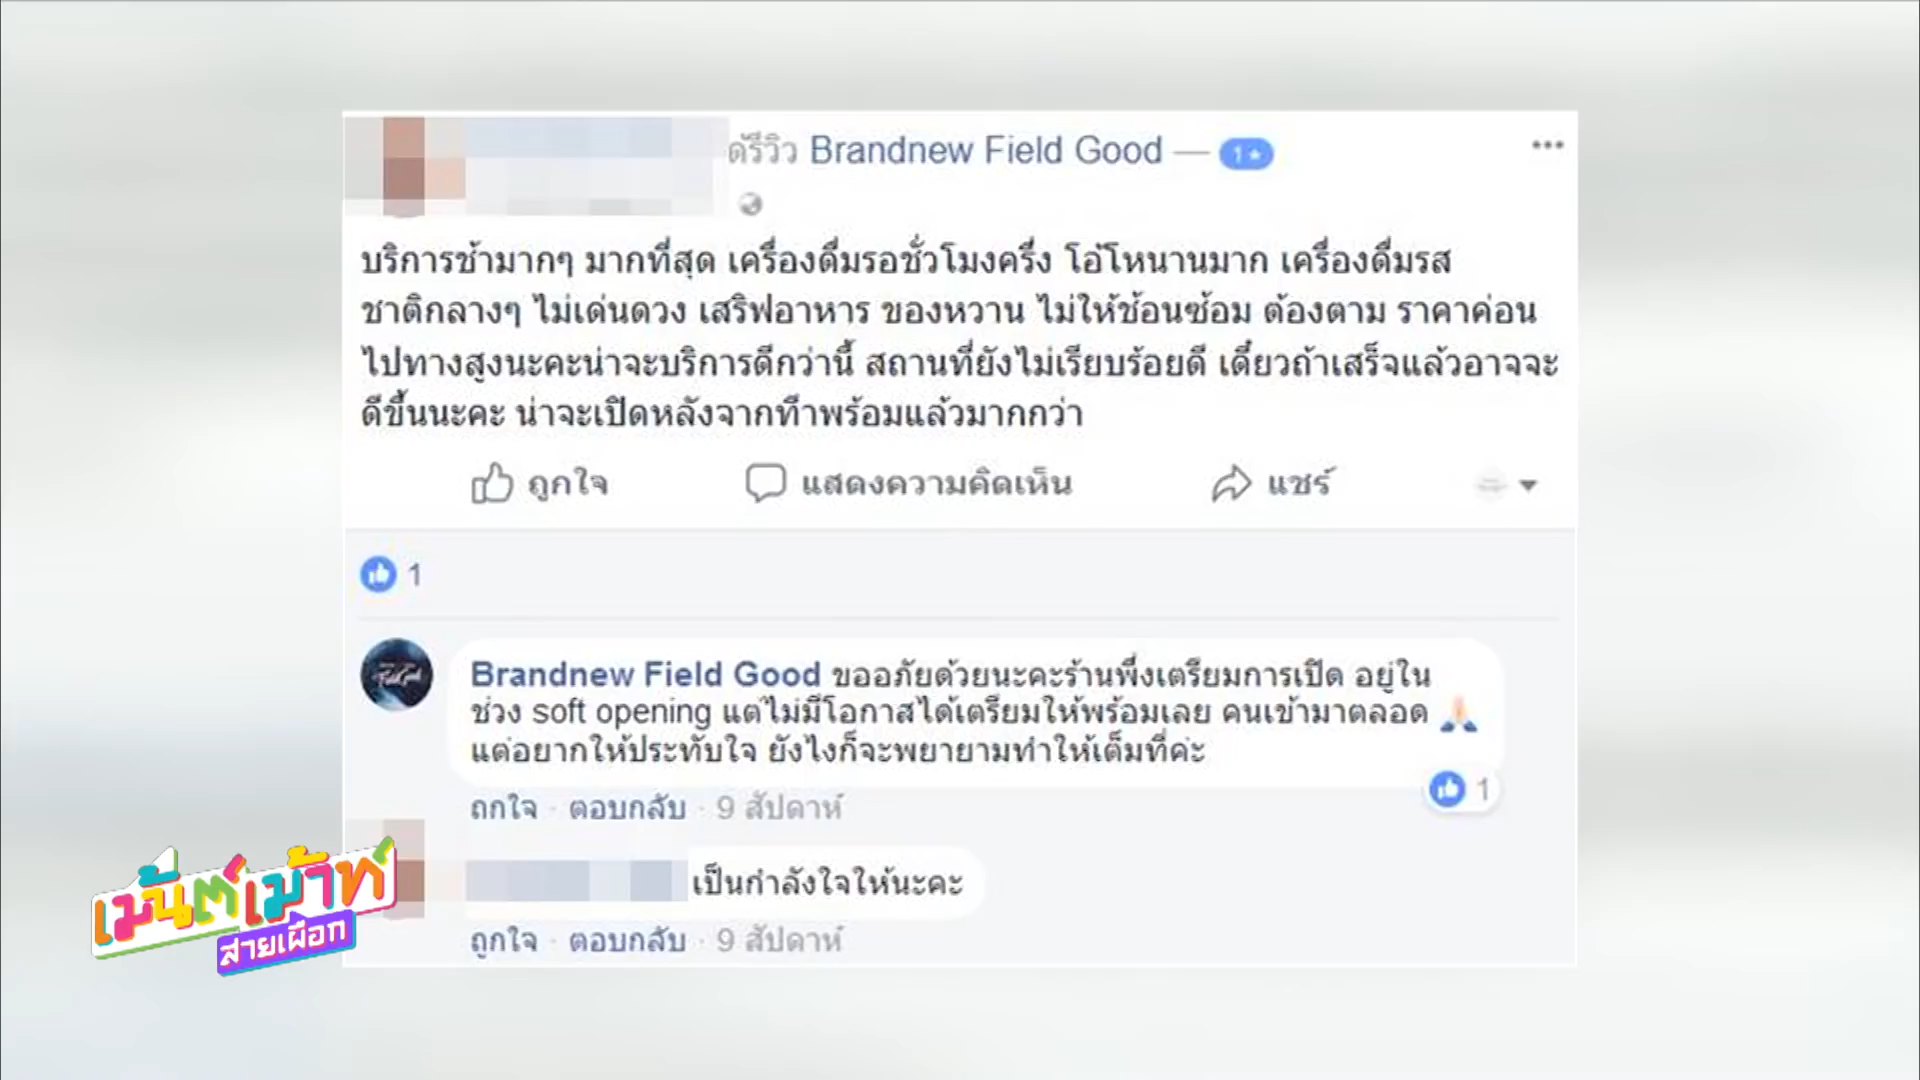 ด้รีวิว Brandnew Field Good — 1★
บริการช้ามากๆ มากที่สุด เครื่องดื่มรอชั่วโมงครึ่ง โอ้โหนานมาก เครื่องดื่มรส
ชาติกลางๆ ไม่เด่นดวง เสริฟอาหาร ของหวาน ไม่ให้ช้อนซ้อม ต้องตาม ราคาค่อน
ไปทางสูงนะคะน่าจะบริการดีกว่านี้ สถานที่ยังไม่เรียบร้อยดี เดี๋ยวถ้าเสร็จแล้วอาจจะ
ดีขึ้นนะคะ น่าจะเปิดหลังจากทำพร้อมแล้วมากกว่า
ถูกใจ แสดงความคิดเห็น แชร์
1
Brandnew Field Good ขออภัยด้วยนะคะร้านพึ่งเตรียมการเปิด อยู่ใน
ช่วง soft opening แต่ไม่มีโอกาสได้เตรียมให้พร้อมเลย คนเข้ามาตลอด 🙏
แต่อยากให้ประทับใจ ยังไงก็จะพยายามทำให้เต็มที่ค่ะ
1
ถูกใจ · ตอบกลับ · 9 สัปดาห์
เป็นกำลังใจให้นะคะ
ถูกใจ · ตอบกลับ · 9 สัปดาห์
เม้นต์เม้าท์
สายเผือก